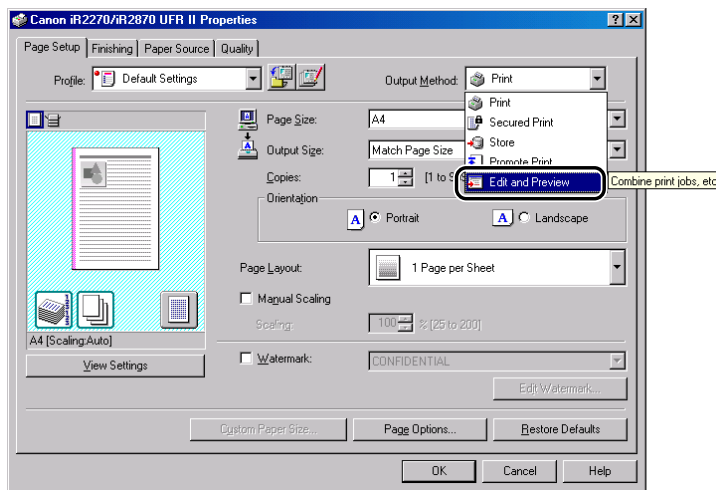 Canon iR2270/iR2870 UFR II Properties
Page Setup Finishing Paper Source Quality
Profile: Default Settings Output Method: Print
Print
Secured Print
Store
Promote Print
Edit and Preview
Combine print jobs, etc
Page Size: A4
Output Size: Match Page Size
Copies: 1 [1 to
Orientation
A Portrait A Landscape
Page Layout: 1 Page per Sheet
Manual Scaling
Scaling: 100 % [25 to 200]
A4 [Scaling:Auto]
View Settings
Watermark: CONFIDENTIAL
Edit Watermark...
Custom Paper Size... Page Options... Restore Defaults
OK Cancel Help